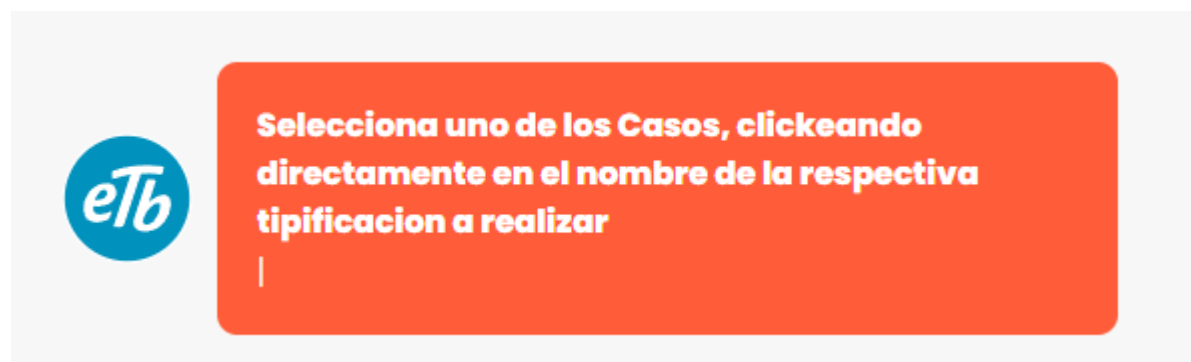 eTb
Selecciona uno de los Casos, clickeando
directamente en el nombre de la respectiva
tipificacion a realizar